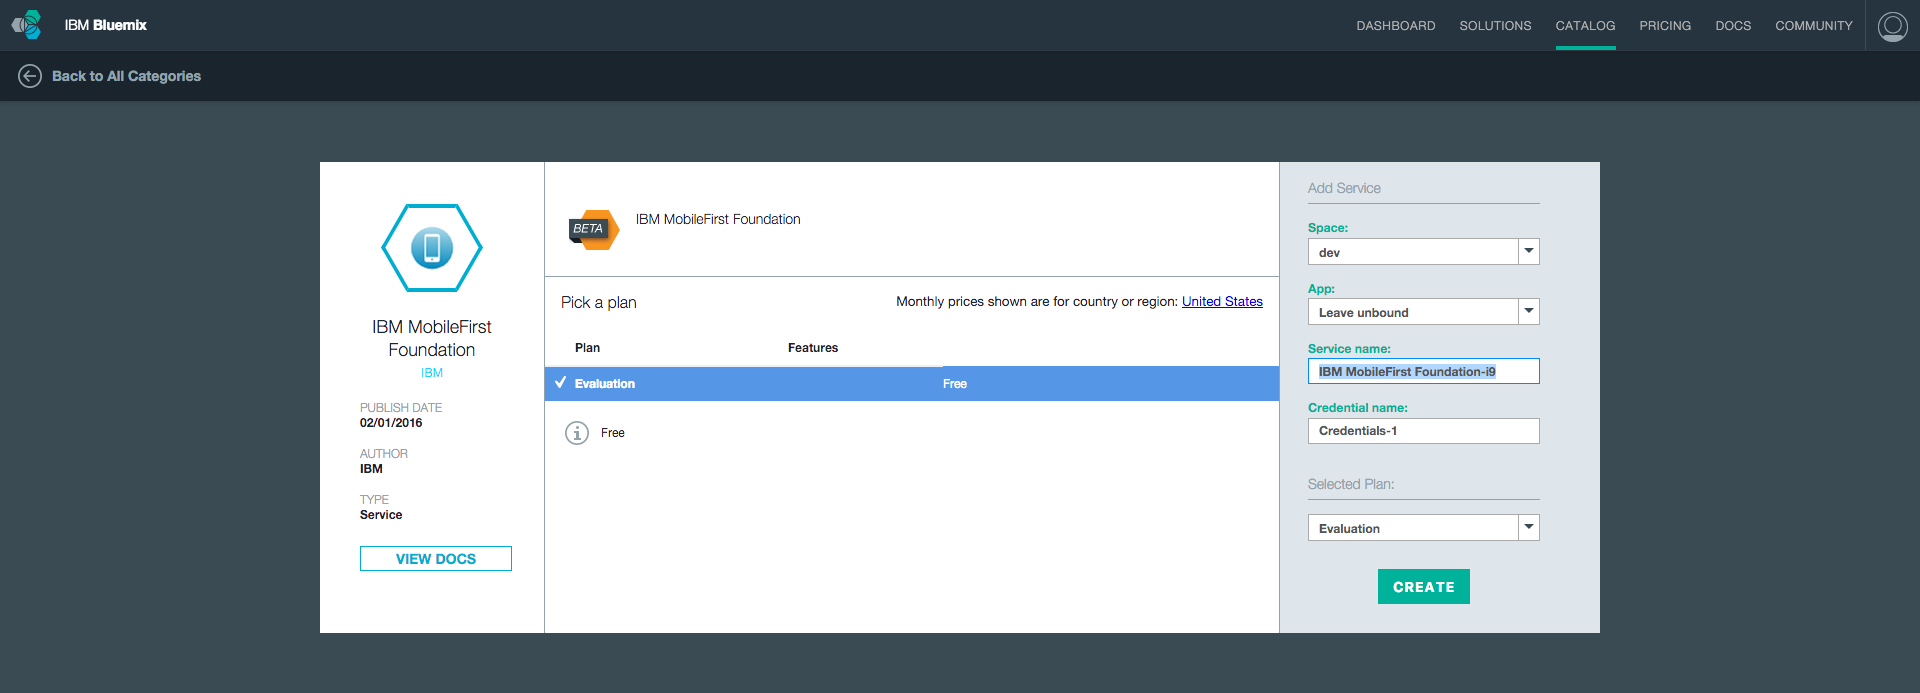 IBM Bluemix
DASHBOARD SOLUTIONS CATALOG PRICING DOCS COMMUNITY
Back to All Categories
IBM MobileFirst
Foundation
IBM
PUBLISH DATE
02/01/2016
AUTHOR
IBM
TYPE
Service
VIEW DOCS
BETA
IBM MobileFirst Foundation
Pick a plan
Monthly prices shown are for country or region: United States
Plan Features
Evaluation Free
Free
Add Service
Space:
dev
App:
Leave unbound
Service name:
IBM MobileFirst Foundation-i9
Credential name:
Credentials-1
Selected Plan:
Evaluation
CREATE